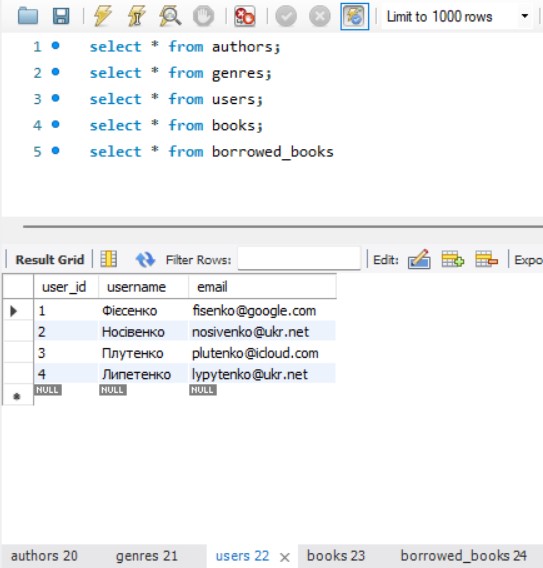 Limit to 1000 rows
1 select * from authors;
2 select * from genres;
3 select * from users;
4 select * from books;
5 select * from borrowed_books
Result Grid Filter Rows: Edit: Expo
user_id username email
1 Фієсенко fisenko@google.com
2 Носівенко nosivenko@ukr.net
3 Плутенко plutenko@icloud.com
4 Липетенко lypytenko@ukr.net
NULL NULL NULL
authors 20 genres 21 users 22 books 23 borrowed_books 24